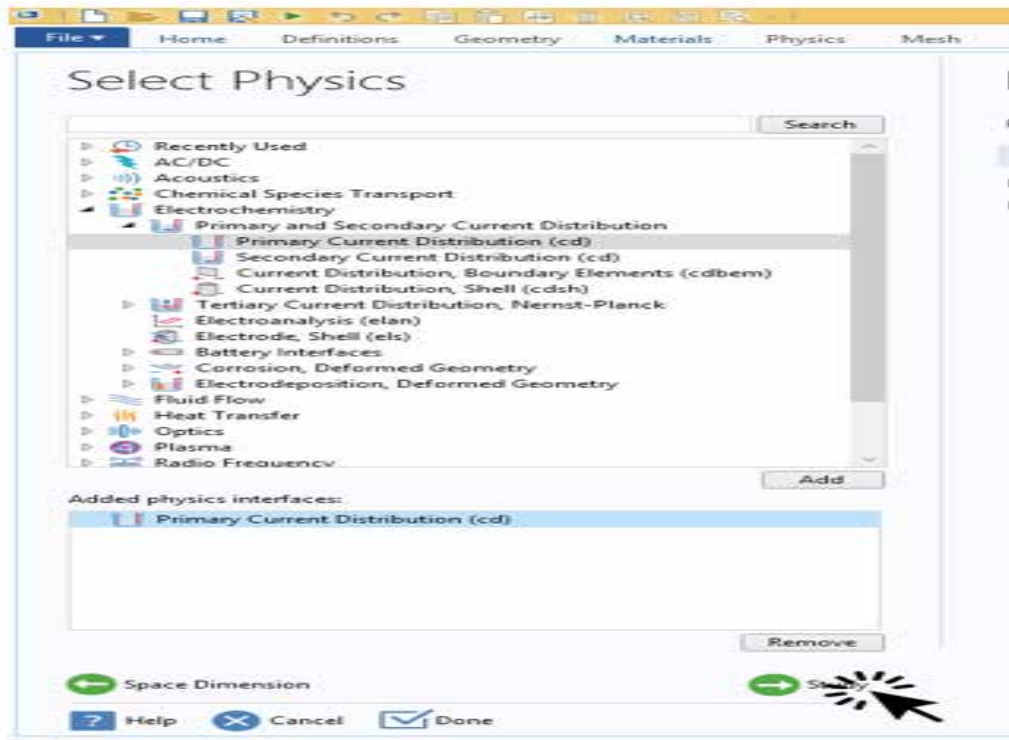 File Home Definitions Geometry Materials Physics Mesh
Select Physics
Search
Recently Used
AC/DC
Acoustics
Chemical Species Transport
Electrochemistry
Primary and Secondary Current Distribution
Primary Current Distribution (cd)
Secondary Current Distribution (cd)
Current Distribution, Boundary Elements (cdbem)
Current Distribution, Shell (cdsh)
Tertiary Current Distribution, Nernst-Planck
Electroanalysis (elan)
Electrode, Shell (els)
Battery Interfaces
Corrosion, Deformed Geometry
Electrodeposition, Deformed Geometry
Fluid Flow
Heat Transfer
Optics
Plasma
Radio Frequency
Add
Added physics interfaces:
Primary Current Distribution (cd)
Remove
Space Dimension Study
? Help Cancel Done